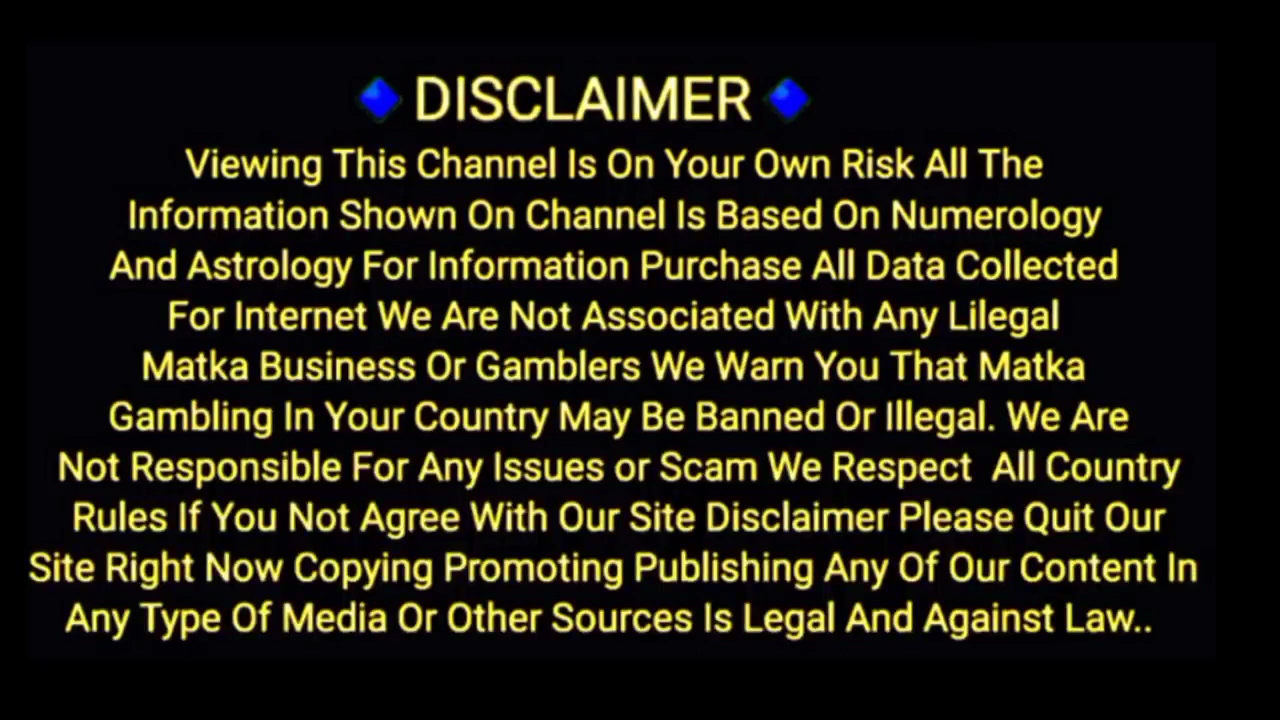 🔹DISCLAIMER🔹
Viewing This Channel Is On Your Own Risk All The
Information Shown On Channel Is Based On Numerology
And Astrology For Information Purchase All Data Collected
For Internet We Are Not Associated With Any Lilegal
Matka Business Or Gamblers We Warn You That Matka
Gambling In Your Country May Be Banned Or Illegal. We Are
Not Responsible For Any Issues or Scam We Respect  All Country
Rules If You Not Agree With Our Site Disclaimer Please Quit Our
Site Right Now Copying Promoting Publishing Any Of Our Content In
Any Type Of Media Or Other Sources Is Legal And Against Law..